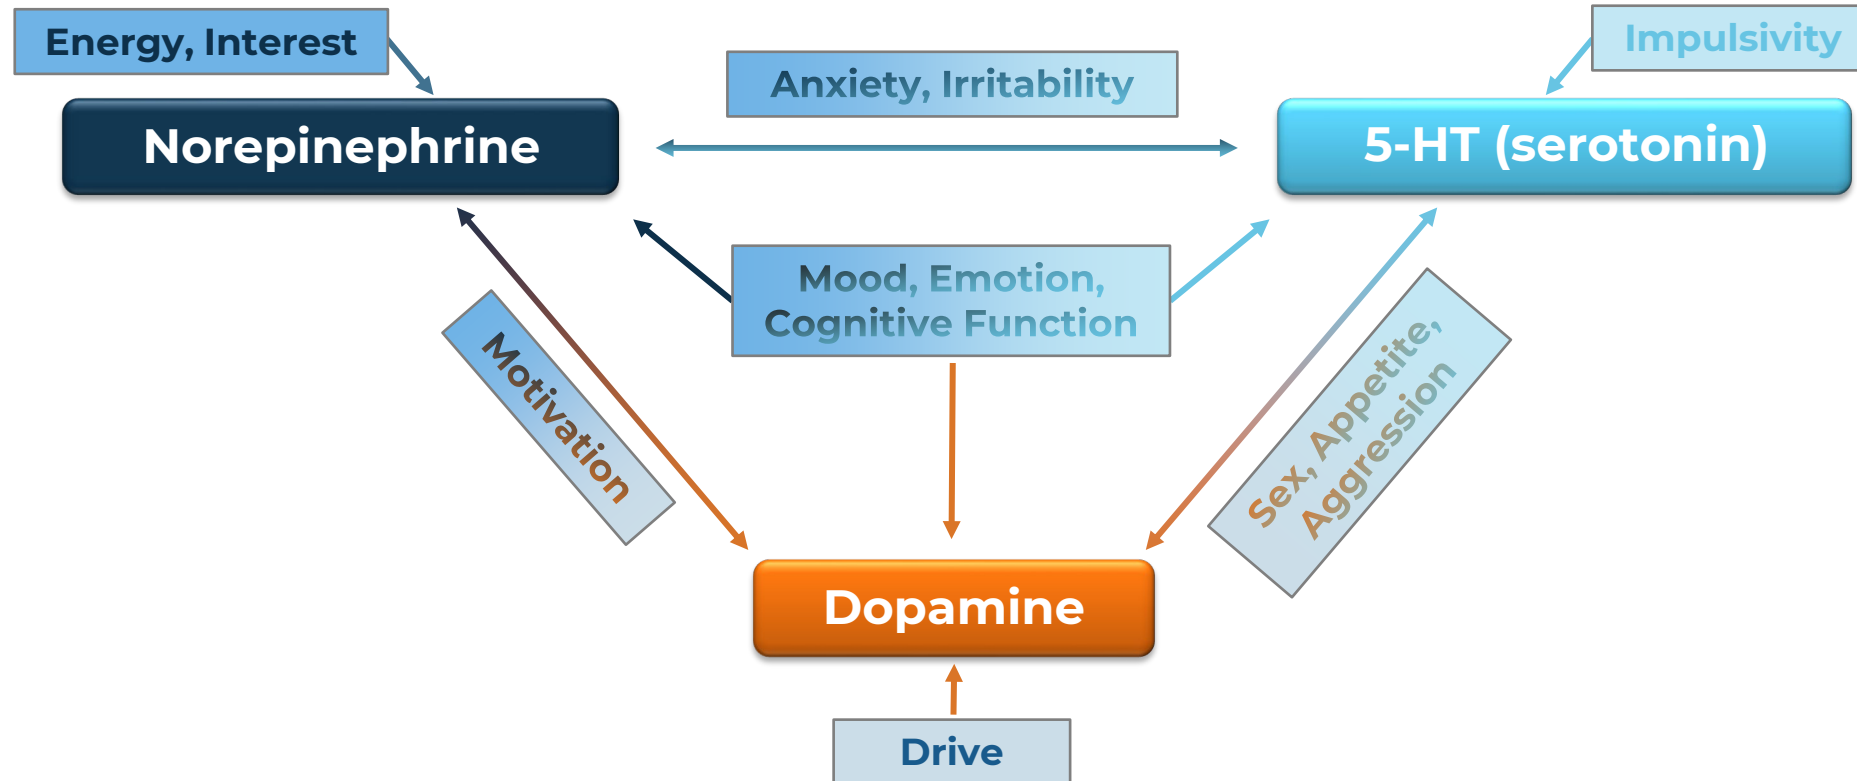 Energy, Interest
Impulsivity
Anxiety, Irritability
Norepinephrine
5-HT (serotonin)
Mood, Emotion,
Cognitive Function
Motivation
Sex, Appetite,
Aggression
Dopamine
Drive